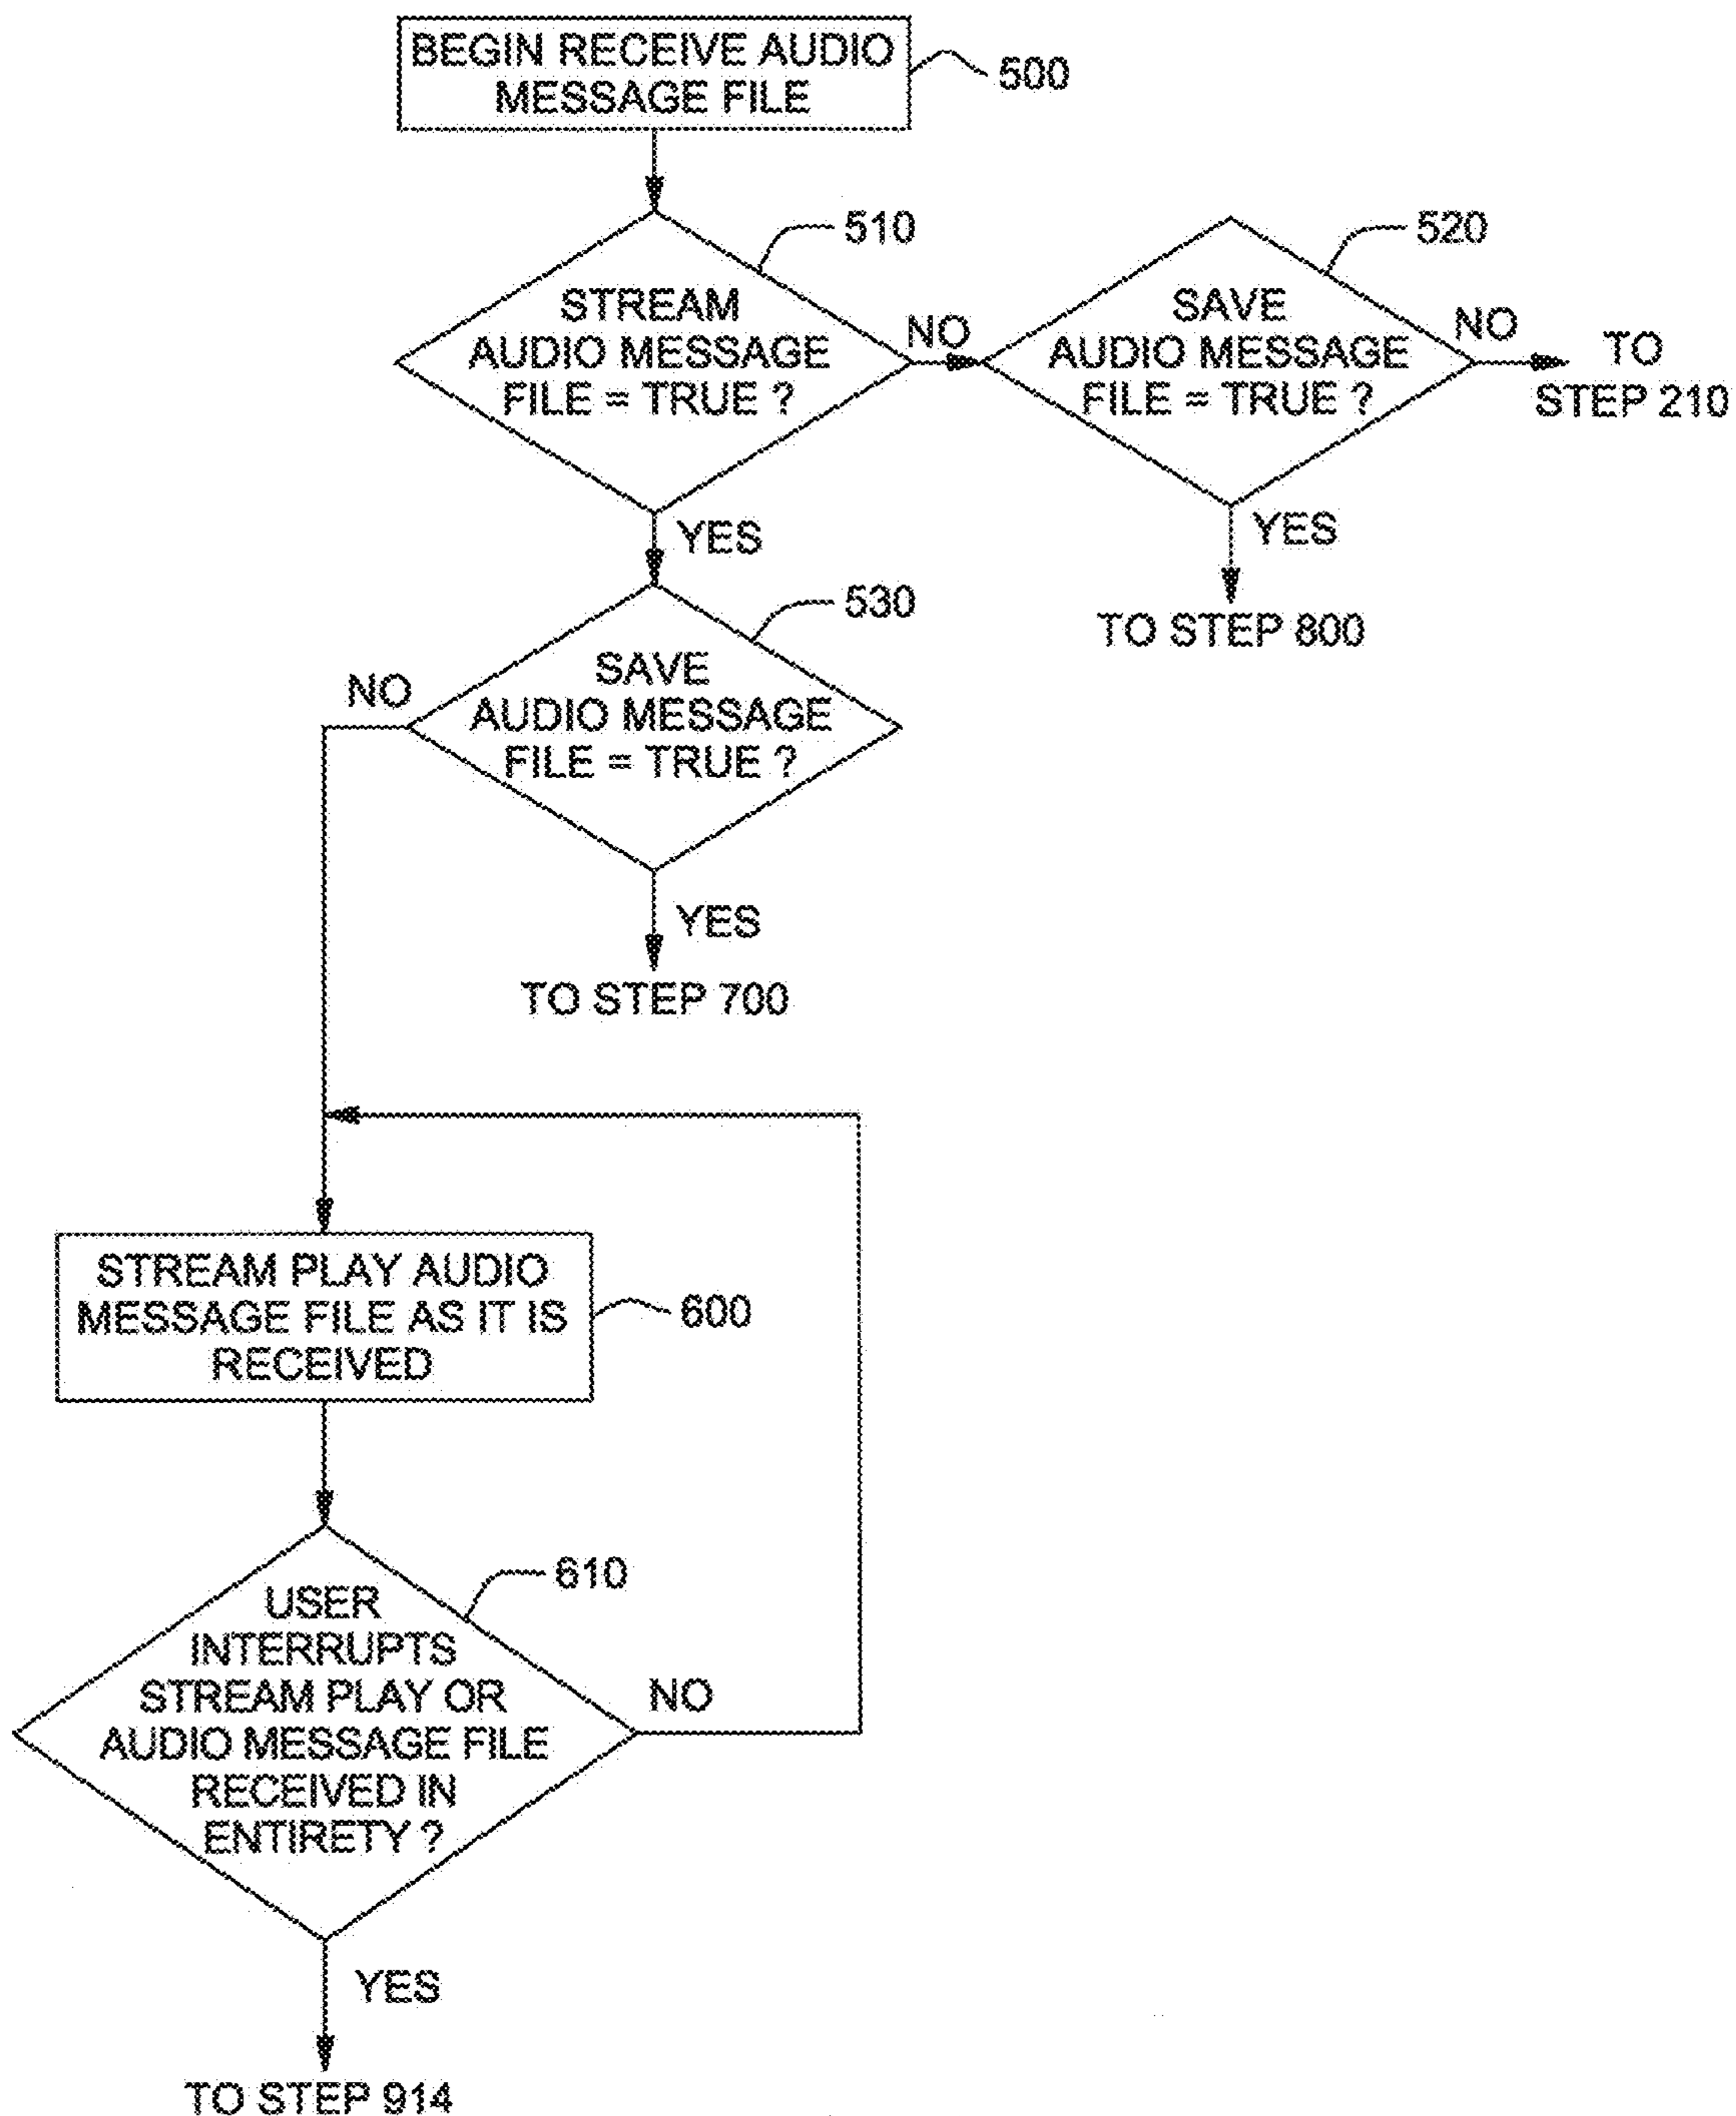 BEGIN RECEIVE AUDIO
MESSAGE FILE
500
510
STREAM
AUDIO MESSAGE
FILE = TRUE ?
NO
520
SAVE
AUDIO MESSAGE
FILE = TRUE ?
NO
TO
STEP 210
YES
TO STEP 800
YES
530
SAVE
AUDIO MESSAGE
FILE = TRUE ?
NO
YES
TO STEP 700
STREAM PLAY AUDIO
MESSAGE FILE AS IT IS
RECEIVED
600
610
USER
INTERRUPTS
STREAM PLAY OR
AUDIO MESSAGE FILE
RECEIVED IN
ENTIRETY ?
NO
YES
TO STEP 914